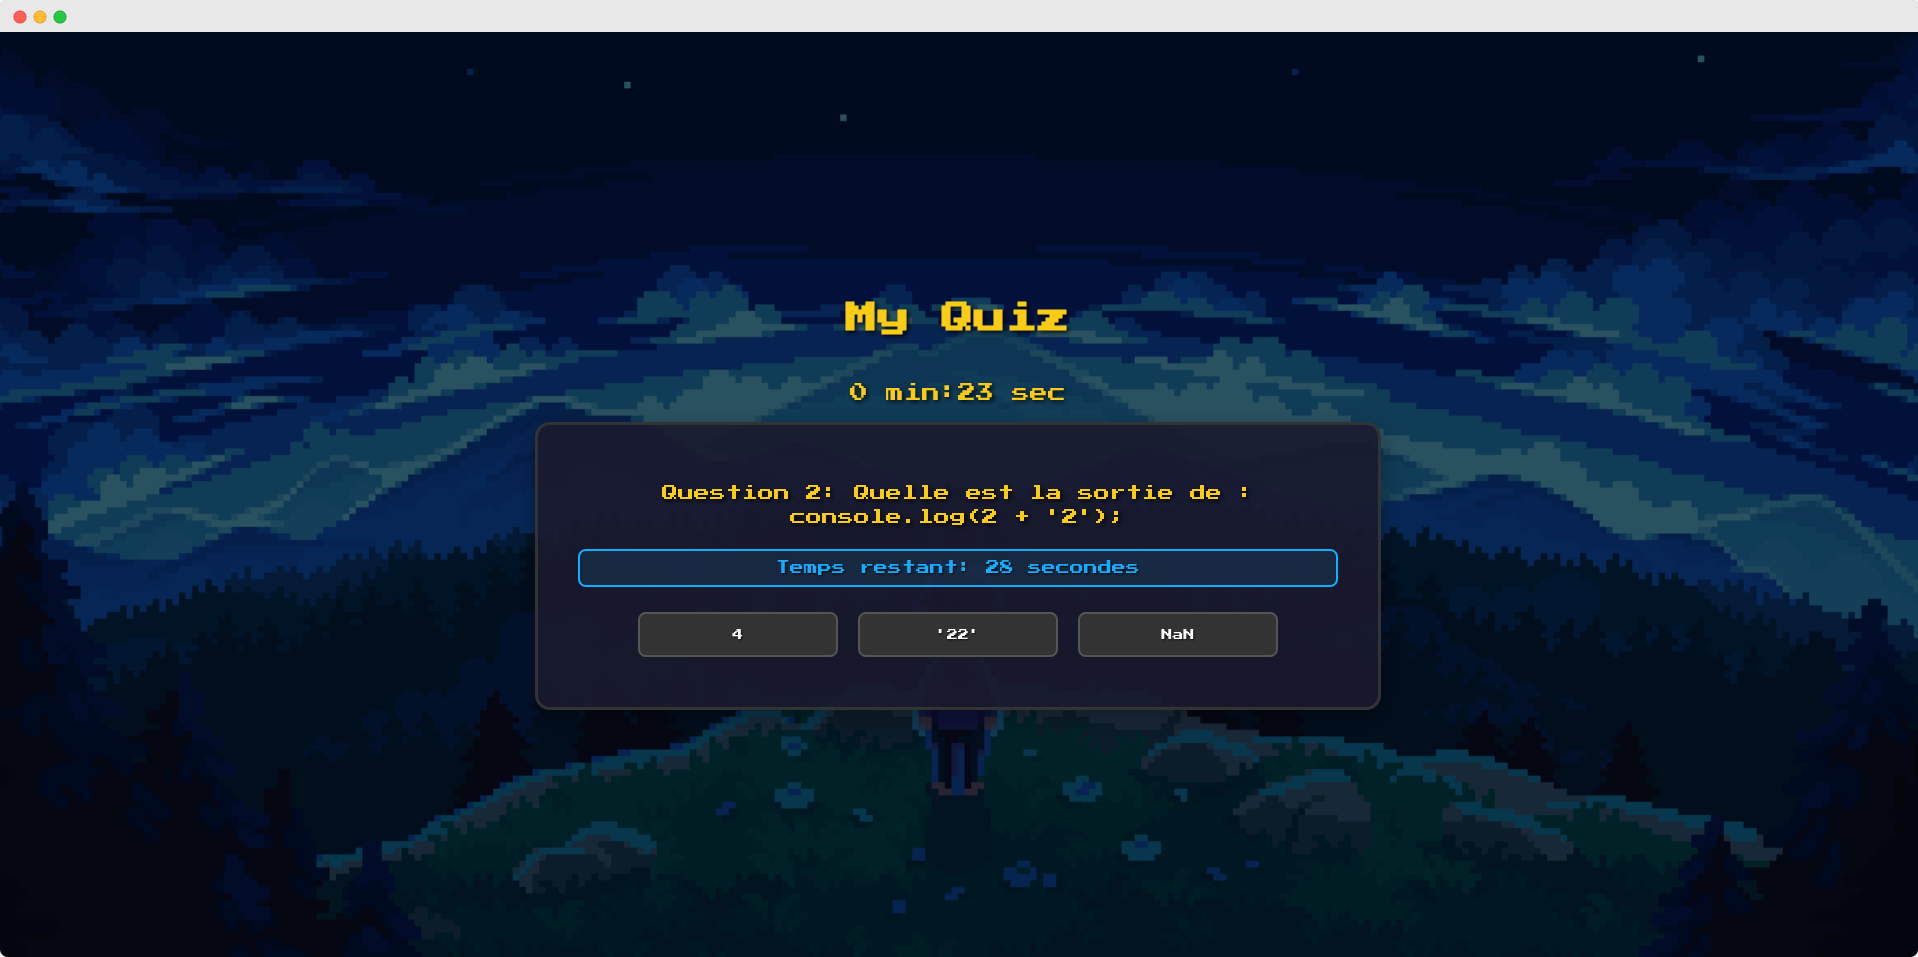 My Quiz
0 min:23 sec
Question 2: Quelle est la sortie de :
console.log(2 + '2');
Temps restant: 28 secondes
4
'22'
NaN